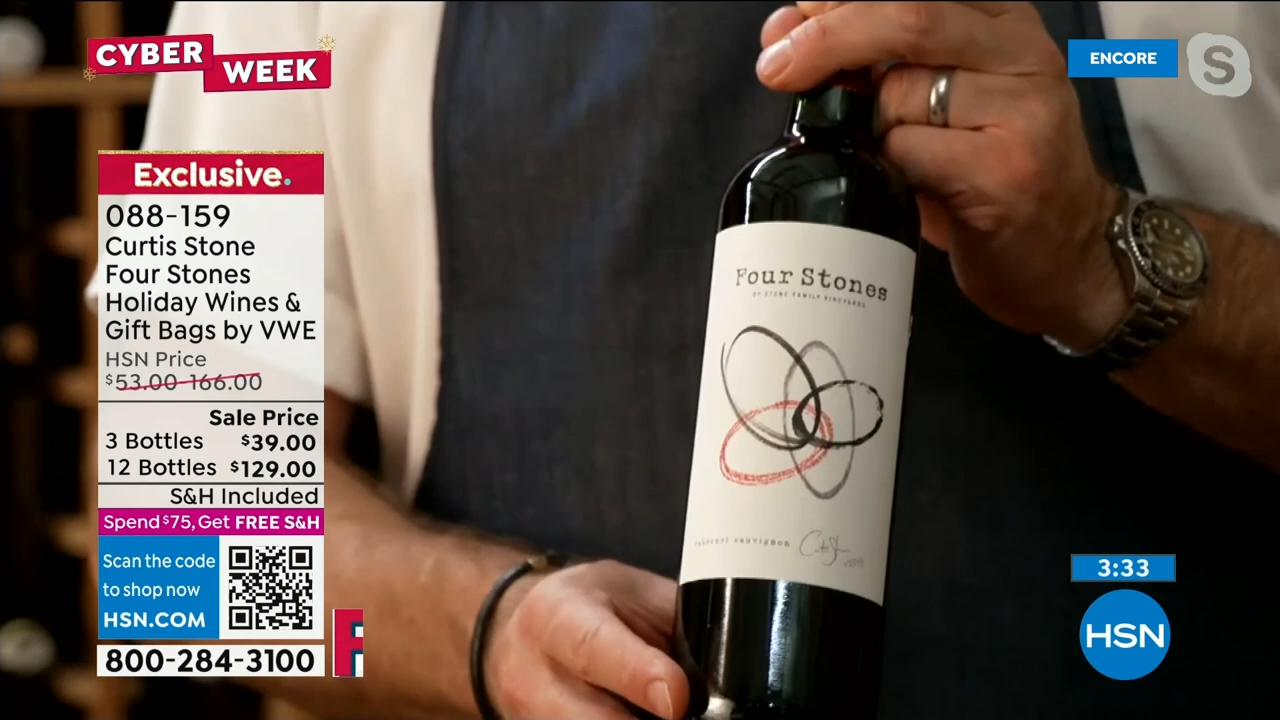 CYBER
WEEK
ENCORE
S
Exclusive.
088-159
Curtis Stone
Four Stones
Holiday Wines &
Gift Bags by VWE
HSN Price
$53.00-166.00
Sale Price
3 Bottles $39.00
12 Bottles $129.00
S&H Included
Spend $75, Get FREE S&H
Scan the code
to shop now
HSN.COM
800-284-3100
Four Stones
BY STONE FAMILY VINEYARDS
cabernet sauvignon
3:33
HSN